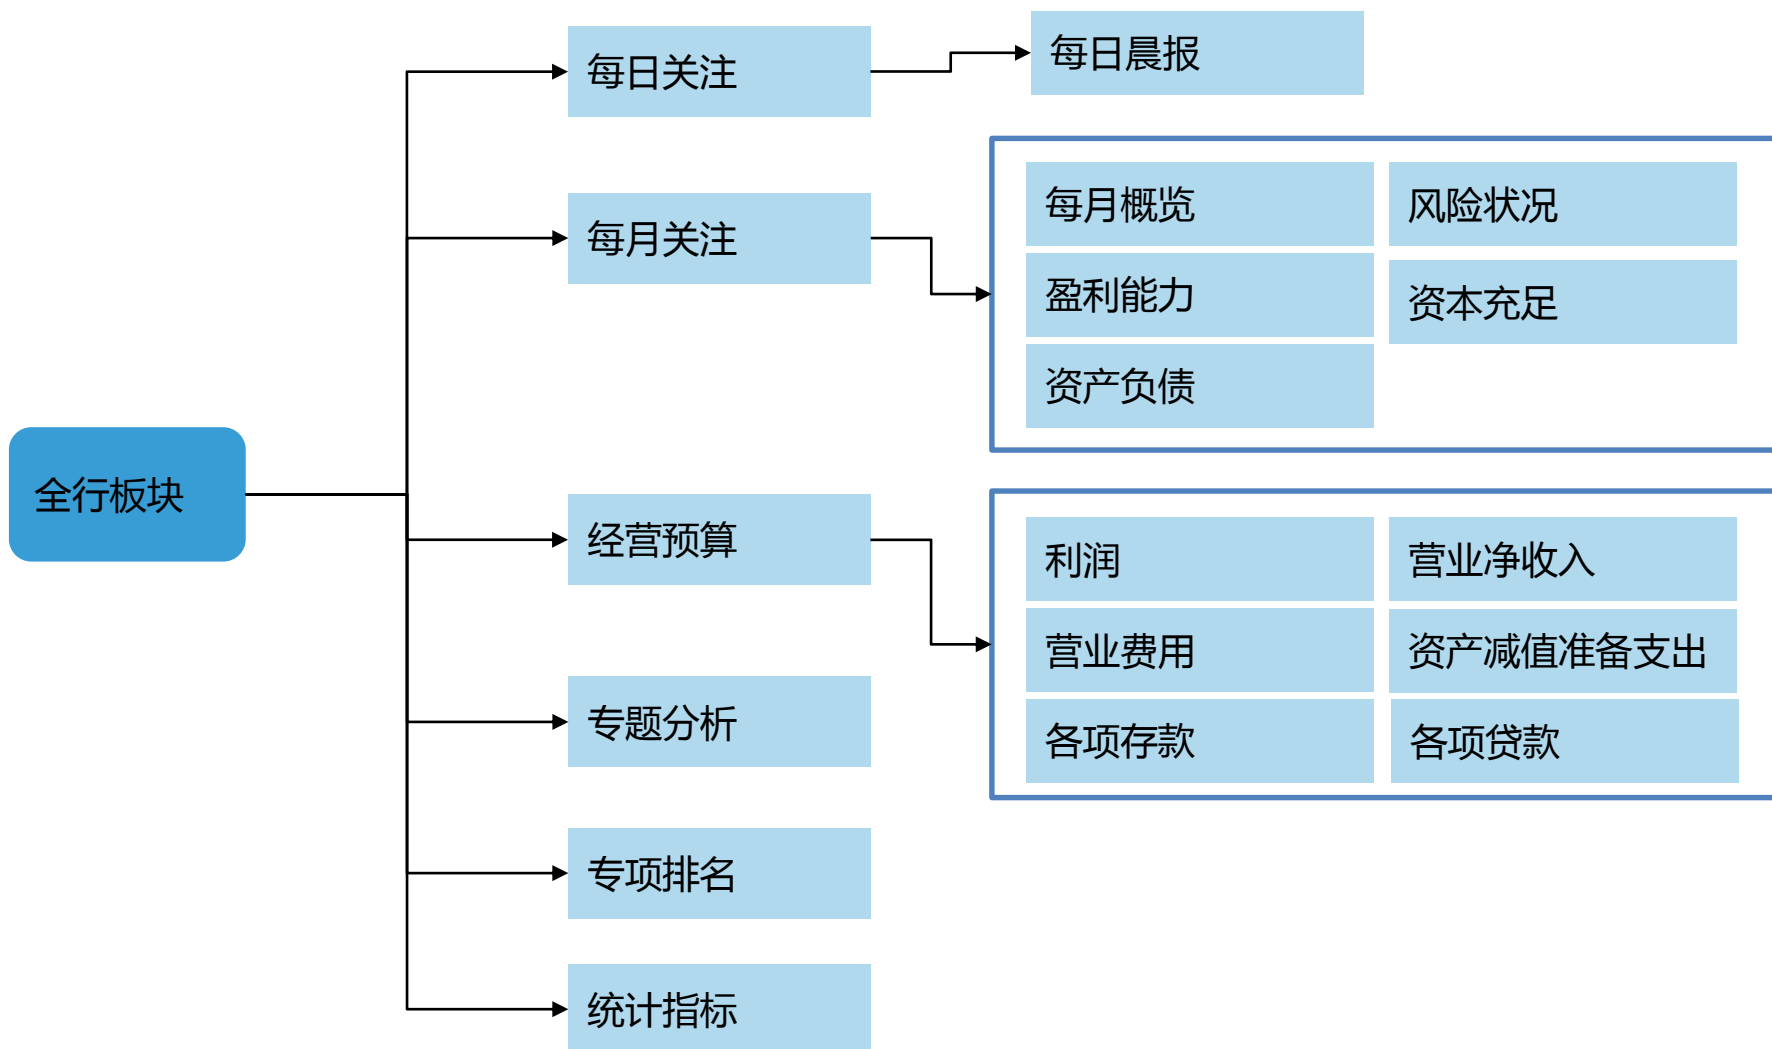 全行板块
每日关注
每日晨报
每月关注
每月概览
风险状况
盈利能力
资本充足
资产负债
经营预算
利润
营业净收入
营业费用
资产减值准备支出
各项存款
各项贷款
专题分析
专项排名
统计指标